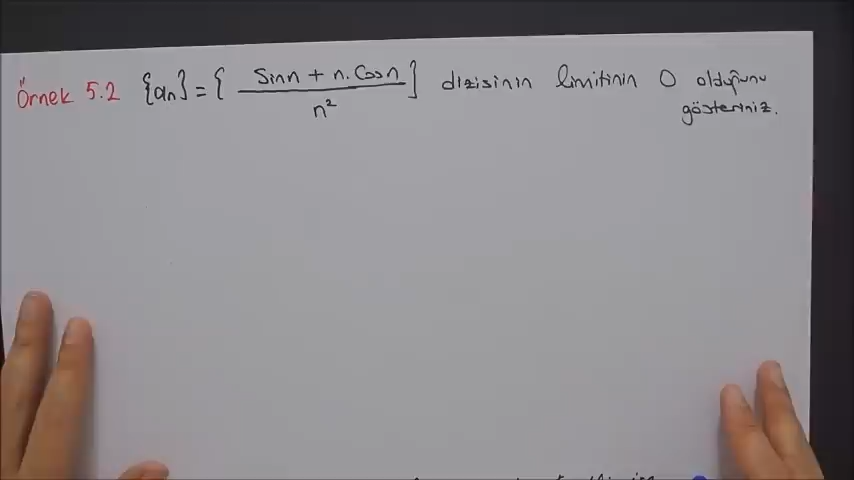 Örnek 5.2 {an} = { Sinn + n.Cosn / n² } dizisinin limitinin 0 olduğunu
gösteriniz.